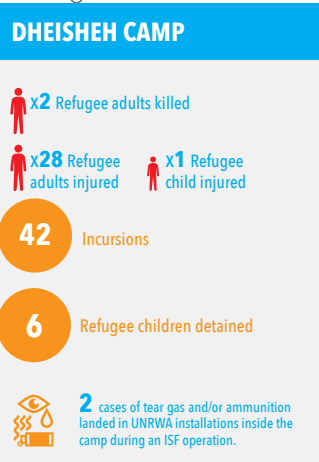 DHEISHEH CAMP
x2 Refugee adults killed
x28 Refugee
adults injured
x1 Refugee
child injured
42
Incursions
6
Refugee children detained
2 cases of tear gas and/or ammunition
landed in UNRWA installations inside the
camp during an ISF operation.